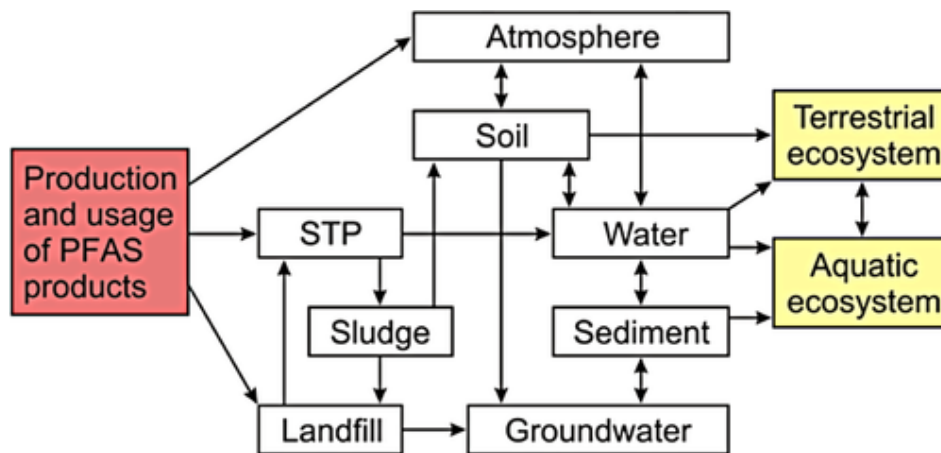 Atmosphere
Soil
Terrestrial
ecosystem
Production
and usage
of PFAS
products
STP
Water
Aquatic
ecosystem
Sludge
Sediment
Landfill
Groundwater